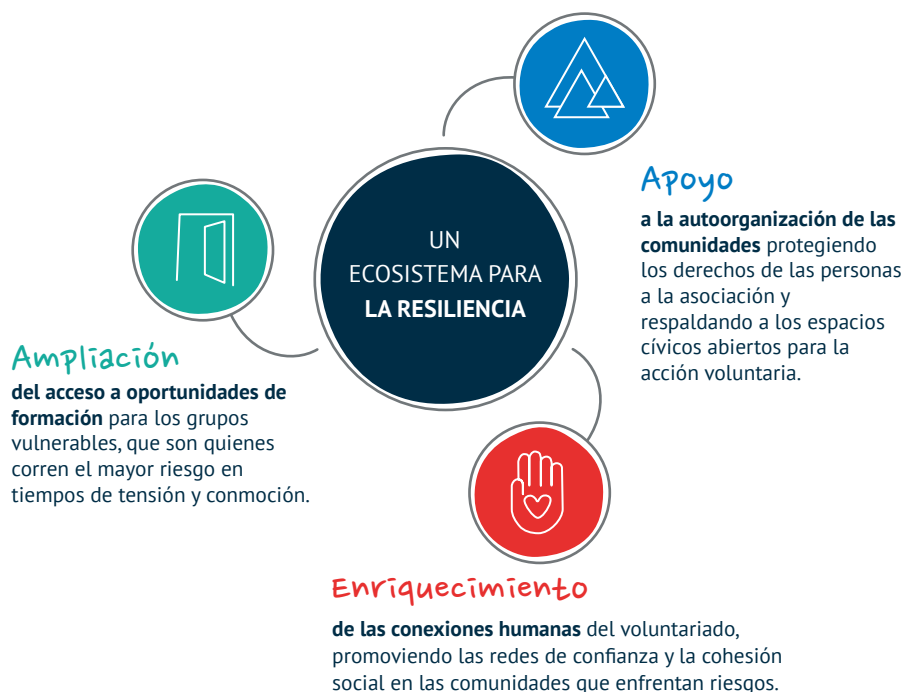 UN
ECOSISTEMA PARA
LA RESILIENCIA
Apoyo
a la autoorganización de las
comunidades protegiendo
los derechos de las personas
a la asociación y
respaldando a los espacios
cívicos abiertos para la
acción voluntaria.
Ampliación
del acceso a oportunidades de
formación para los grupos
vulnerables, que son quienes
corren el mayor riesgo en
tiempos de tensión y conmoción.
Enriquecimiento
de las conexiones humanas del voluntariado,
promoviendo las redes de confianza y la cohesión
social en las comunidades que enfrentan riesgos.